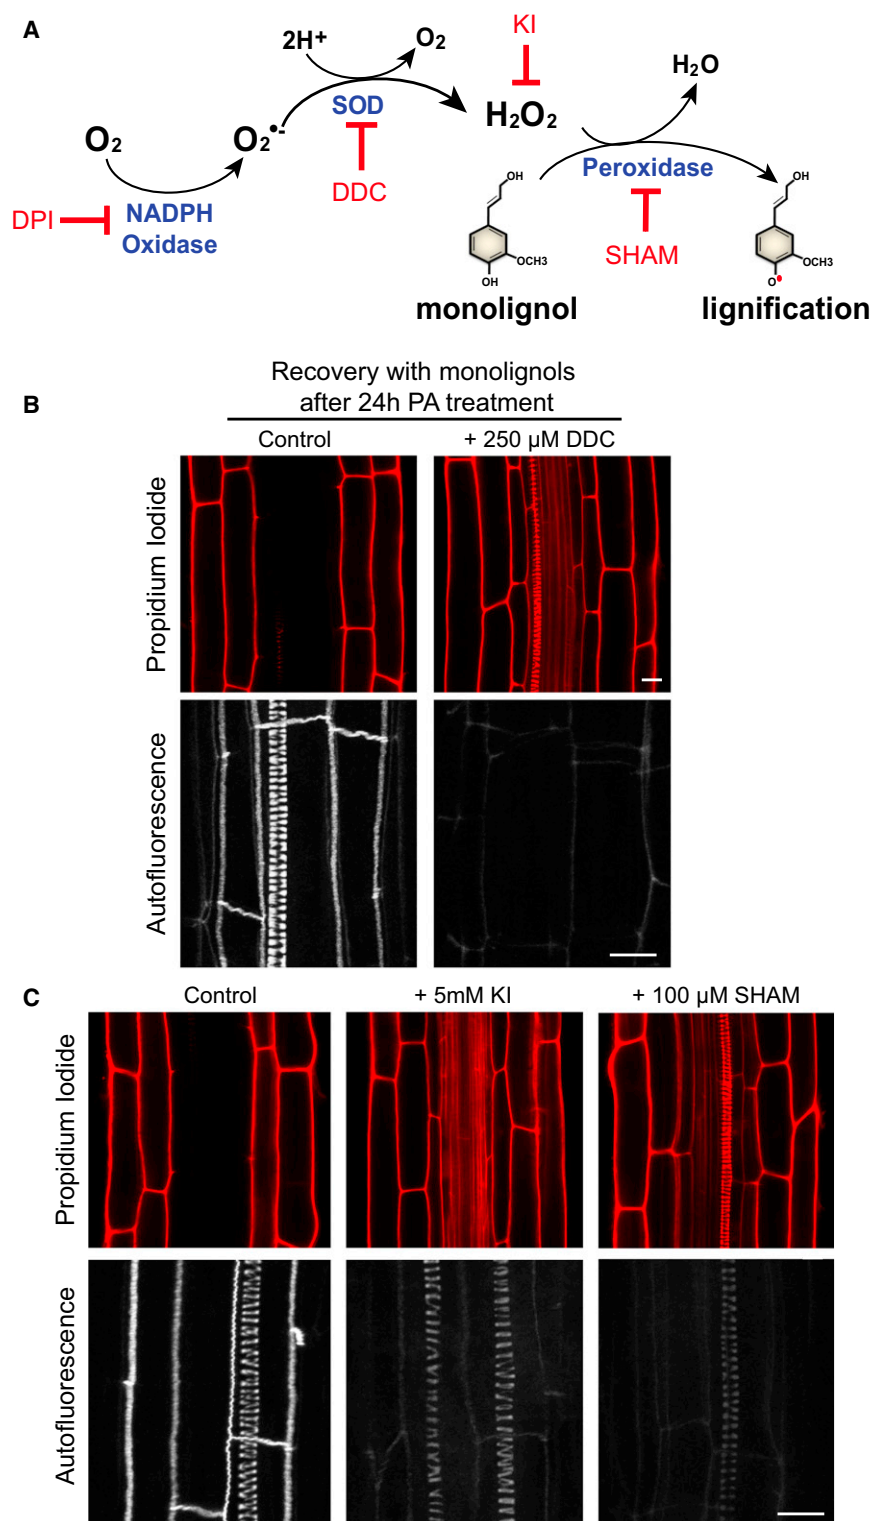 A
KI
2H+
O2
H2O
SOD
H2O2
O2
O2•-
Peroxidase
DDC
OH
OH
DPI
NADPH
Oxidase
SHAM
OCH3
OCH3
OH
O•
monolignol
lignification
Recovery with monolignols
after 24h PA treatment
B
Control
+ 250 µM DDC
Propidium Iodide
Autofluorescence
C
Control
+ 5mM KI
+ 100 µM SHAM
Propidium Iodide
Autofluorescence